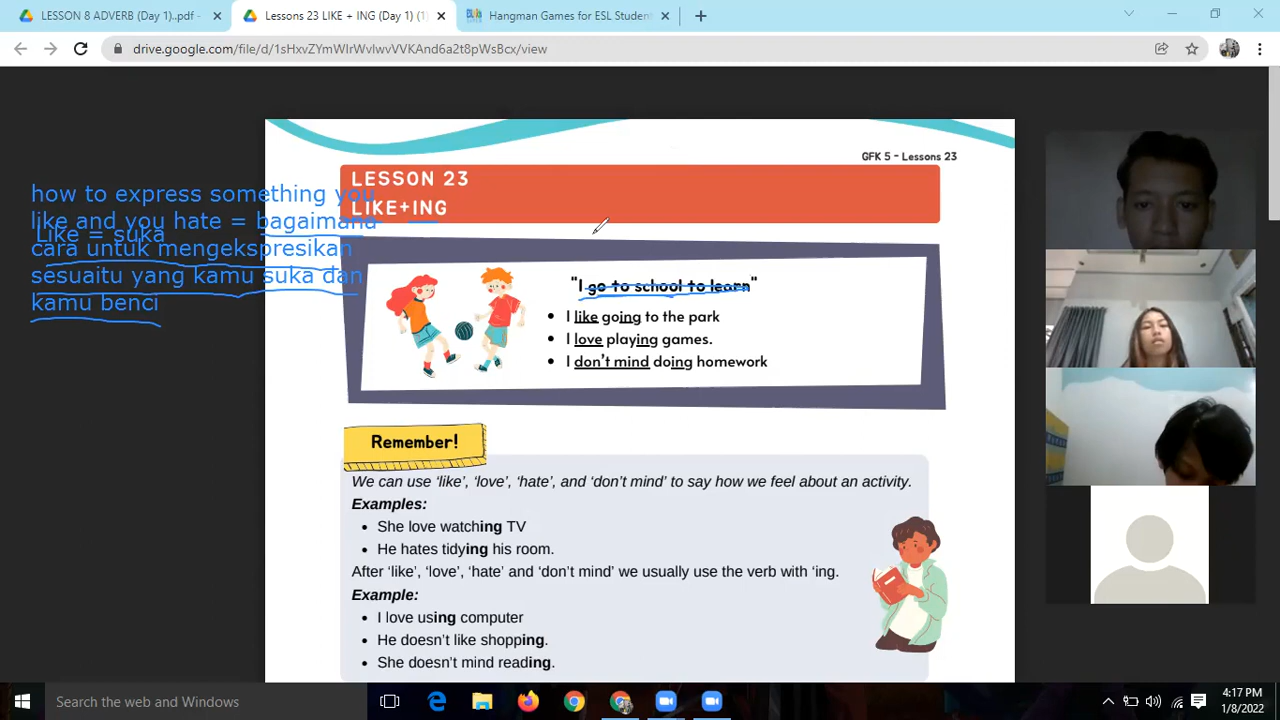 LESSON 8 ADVERB (Day 1)..pdf -
Lessons 23 LIKE + ING (Day 1) (1)
Hangman Games for ESL Student
drive.google.com/file/d/1sHxvZYmWIrWvIwvVVKAnd6a2t8pWsBcx/view
GFK 5 - Lessons 23
LESSON 23
LIKE+ING
how to express something you
like and you hate = bagaimana
Like = suka
cara untuk mengekspresikan
sesuaitu yang kamu suka dan
kamu benci
"I go to school to learn"
• I like going to the park
• I love playing games.
• I don't mind doing homework
Remember!
We can use 'like', 'love', 'hate', and 'don't mind' to say how we feel about an activity.
Examples:
• She love watching TV
• He hates tidying his room.
After 'like', 'love', 'hate' and 'don't mind' we usually use the verb with 'ing.
Example:
• I love using computer
• He doesn't like shopping.
• She doesn't mind reading.
Search the web and Windows
4:17 PM
1/8/2022